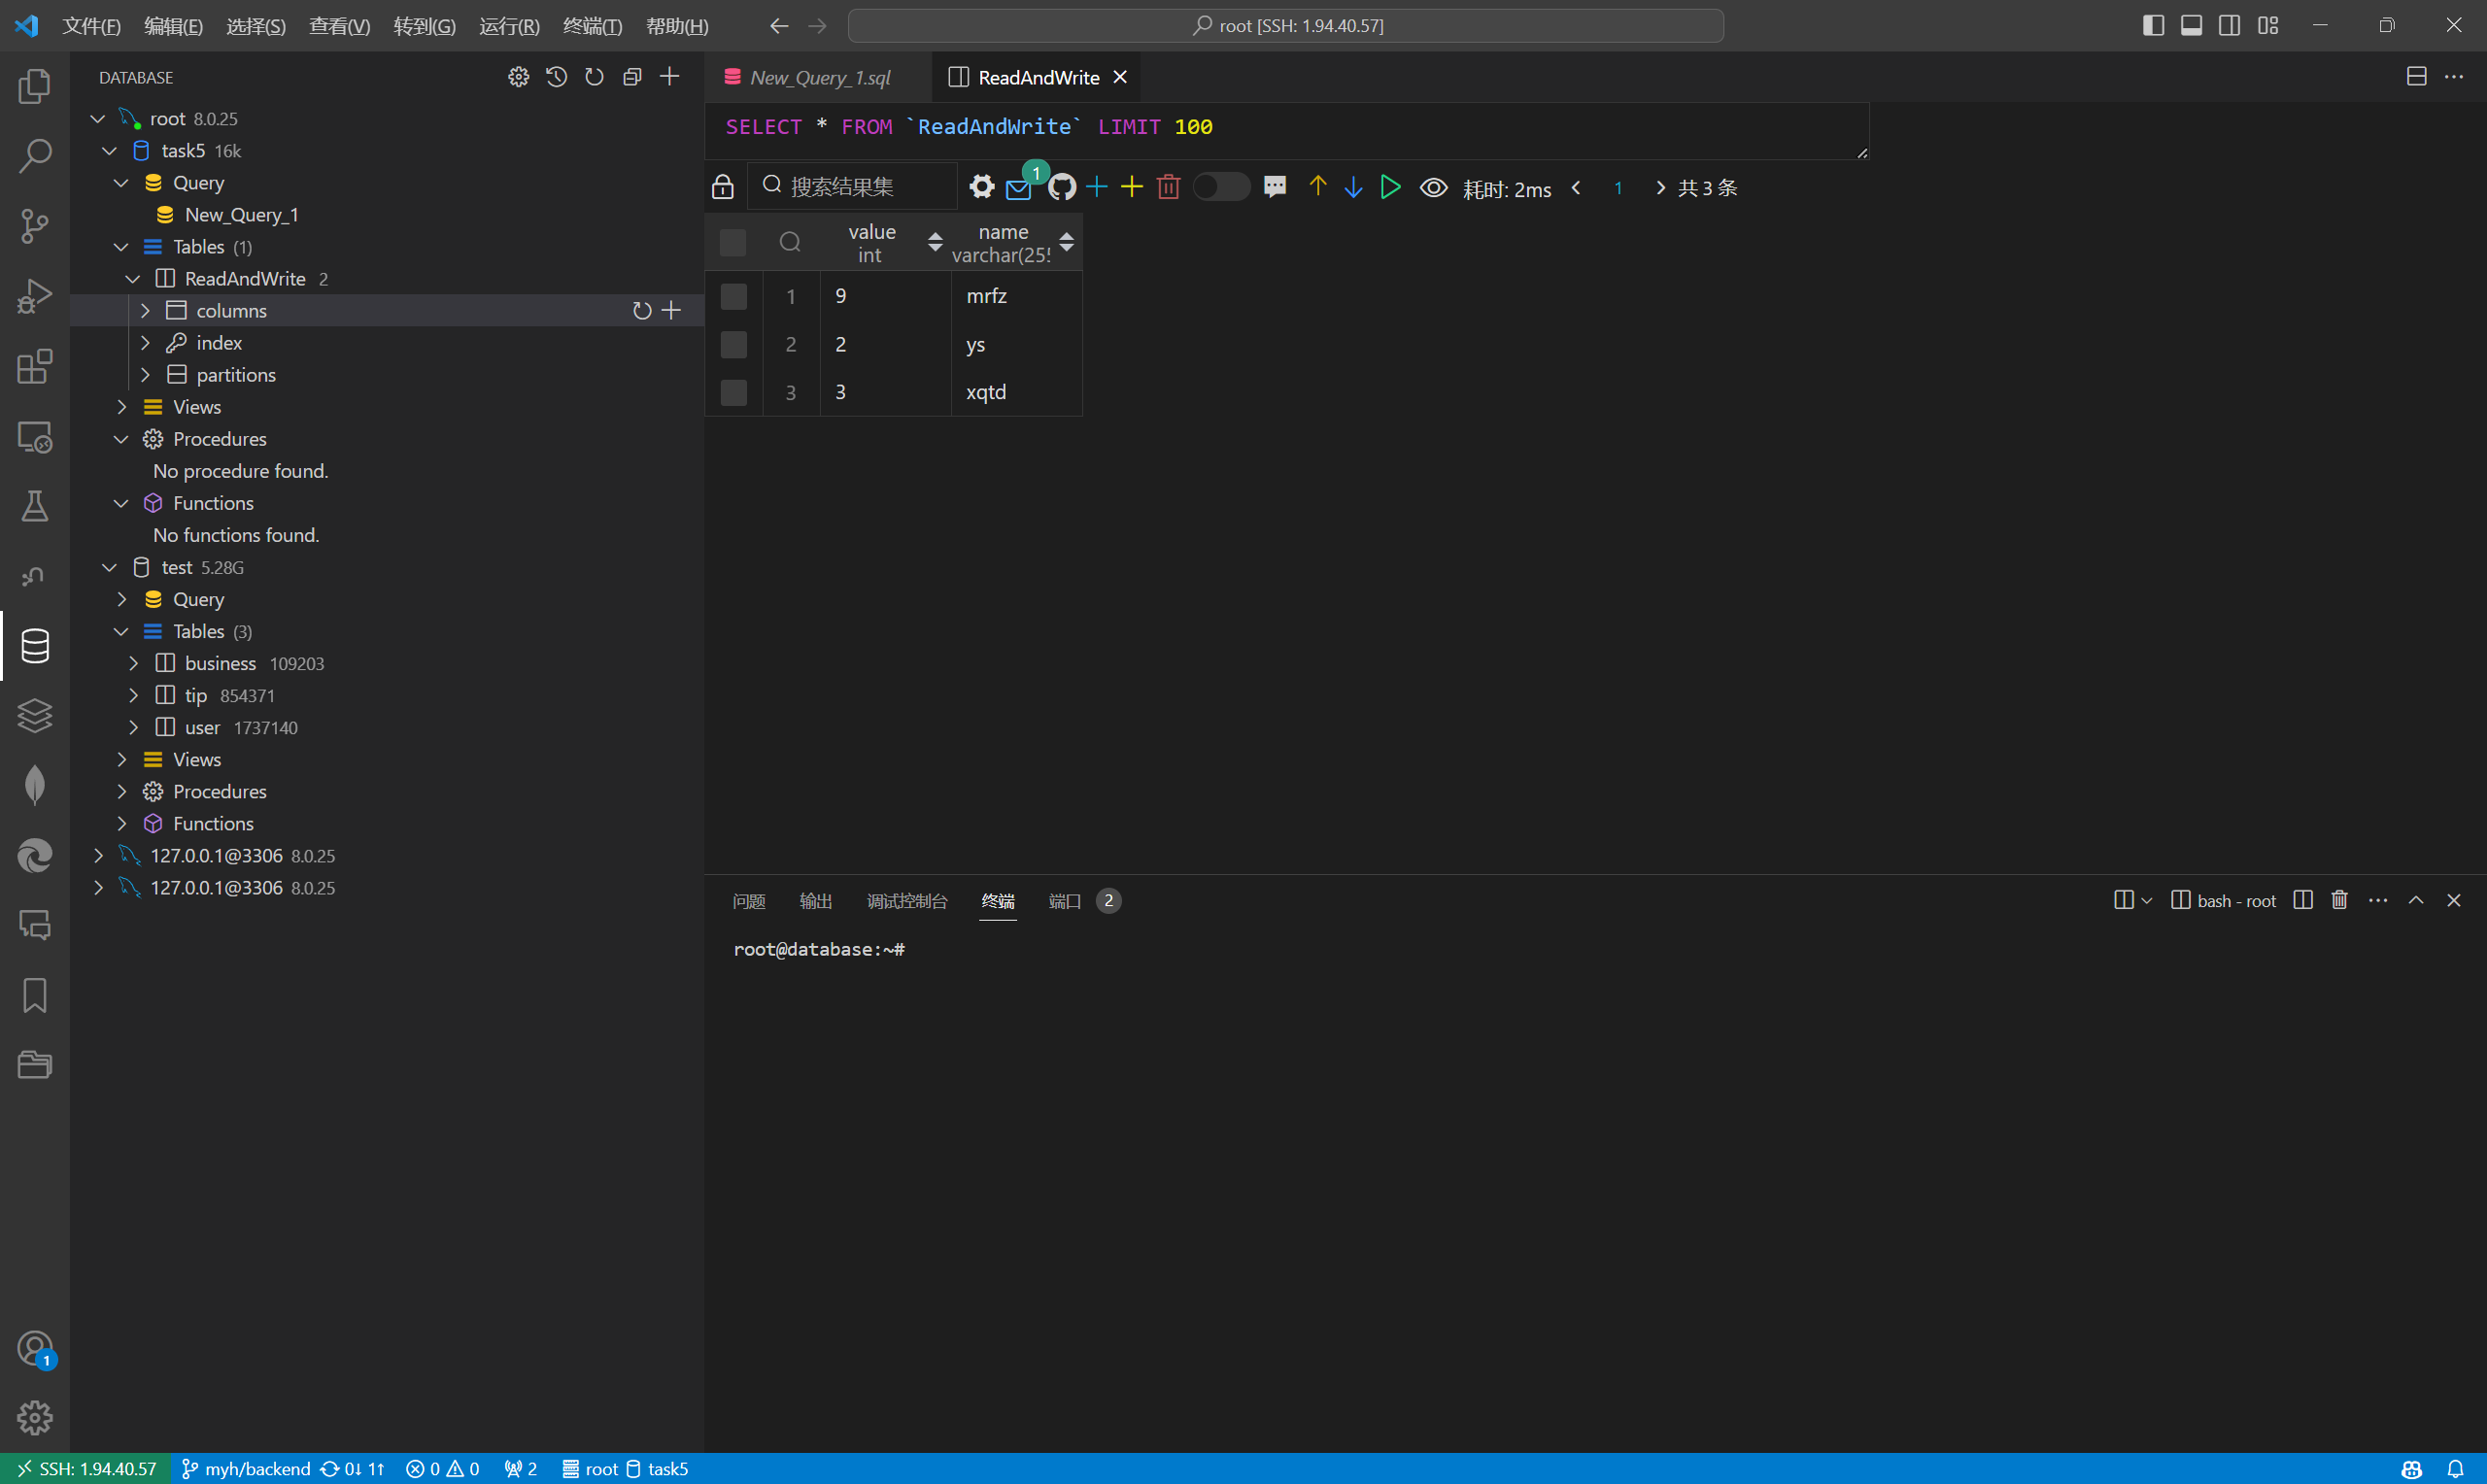 文件(F) 编辑(E) 选择(S) 查看(V) 转到(G) 运行(R) 终端(T) 帮助(H) root [SSH: 1.94.40.57]
DATABASE
root 8.0.25
task5 16k
Query
New_Query_1
Tables (1)
ReadAndWrite 2
columns
index
partitions
Views
Procedures
No procedure found.
Functions
No functions found.
test 5.28G
Query
Tables (3)
business 109203
tip 854371
user 1737140
Views
Procedures
Functions
127.0.0.1@3306 8.0.25
127.0.0.1@3306 8.0.25
1
New_Query_1.sql ReadAndWrite
SELECT * FROM `ReadAndWrite` LIMIT 100
搜索结果集 1 耗时: 2ms 1 共 3 条
value name
int varchar(25!
1 9 mrfz
2 2 ys
3 3 xqtd
问题 输出 调试控制台 终端 端口 2 bash - root
root@database:~#
SSH: 1.94.40.57 myh/backend 0↓ 1↑ 0 0 2 root task5